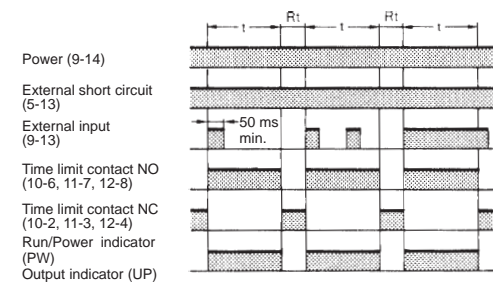 Rt Rt
t t t
Power (9-14)
External short circuit
(5-13)
External input
(9-13)
50 ms
min.
Time limit contact NO
(10-6, 11-7, 12-8)
Time limit contact NC
(10-2, 11-3, 12-4)
Run/Power indicator
(PW)
Output indicator (UP)